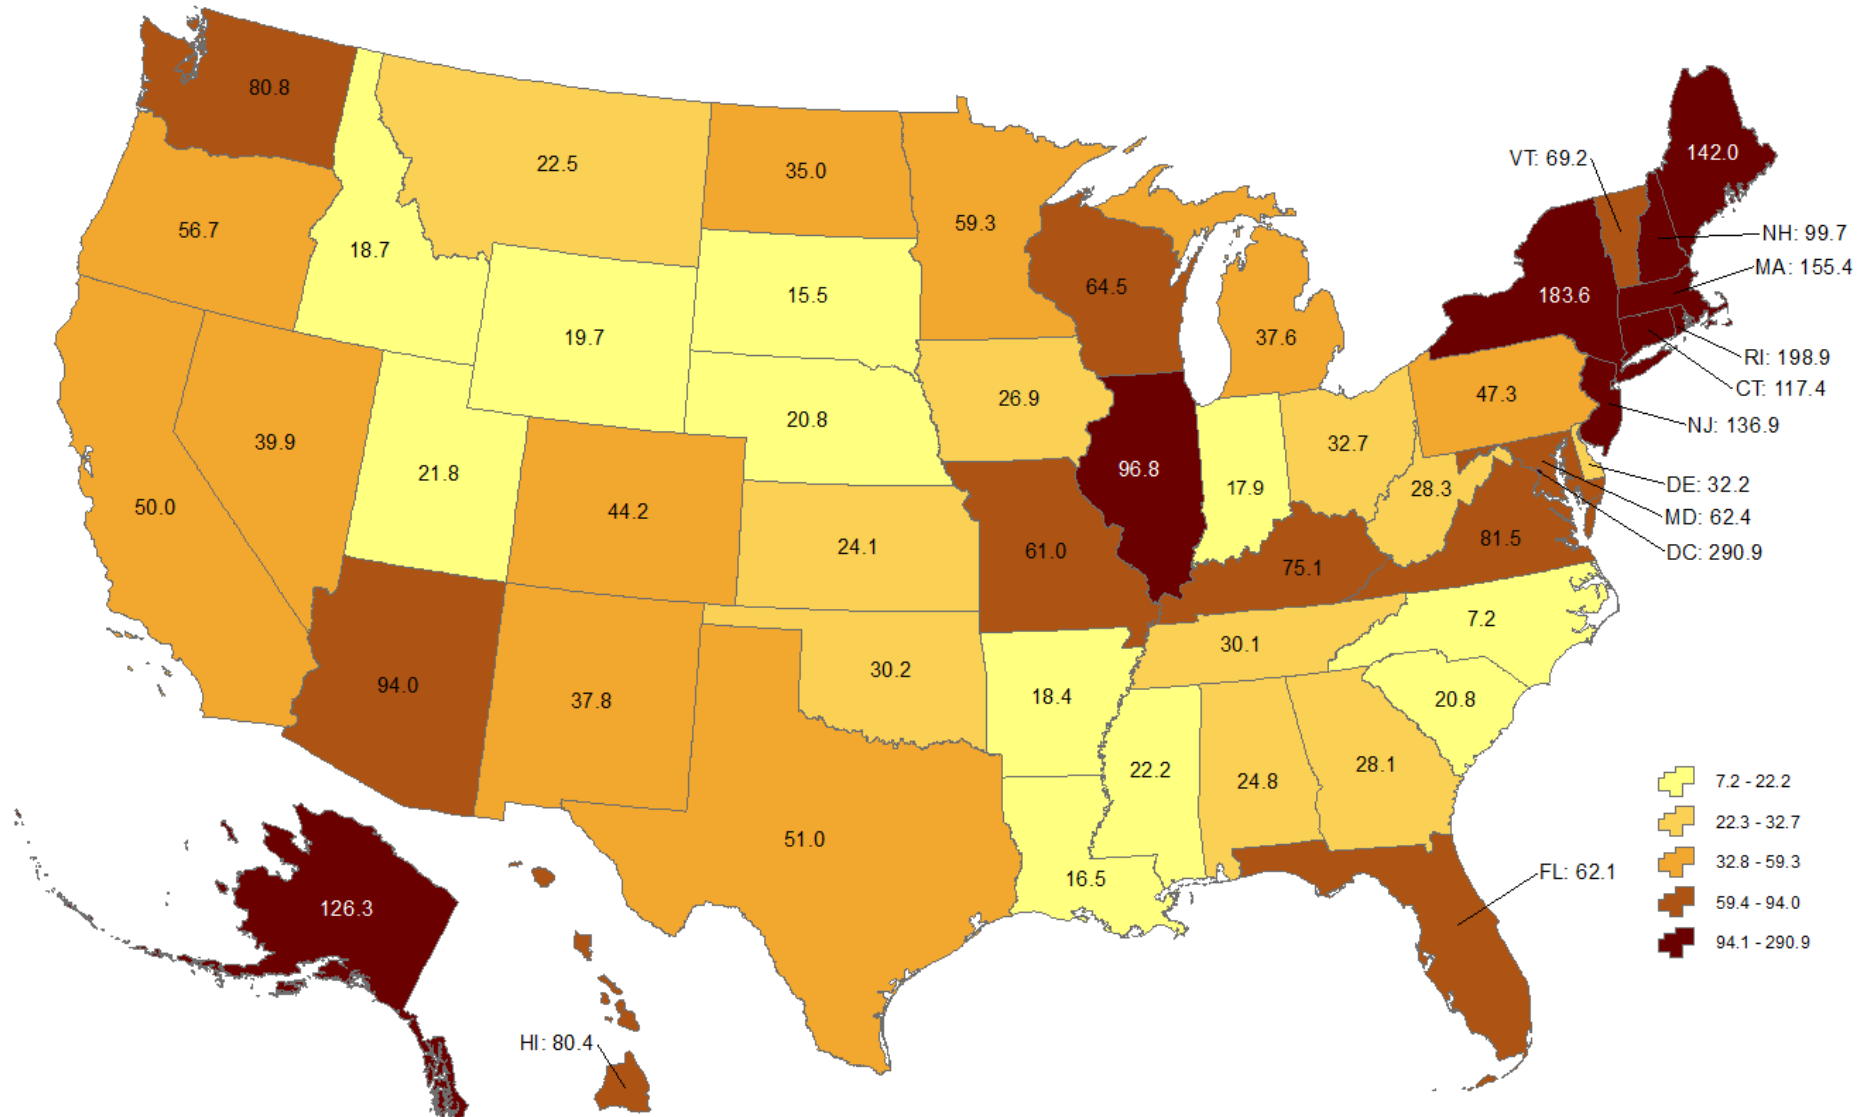 80.8
22.5
35.0
59.3
142.0
VT: 69.2
56.7
18.7
NH: 99.7
MA: 155.4
15.5
64.5
183.6
19.7
37.6
RI: 198.9
CT: 117.4
26.9
47.3
20.8
NJ: 136.9
39.9
32.7
21.8
96.8
17.9
28.3
DE: 32.2
50.0
44.2
MD: 62.4
24.1
61.0
81.5
DC: 290.9
75.1
7.2
30.1
94.0
37.8
30.2
18.4
20.8
22.2
24.8
28.1
7.2 - 22.2
22.3 - 32.7
51.0
32.8 - 59.3
16.5
FL: 62.1
126.3
59.4 - 94.0
94.1 - 290.9
HI: 80.4